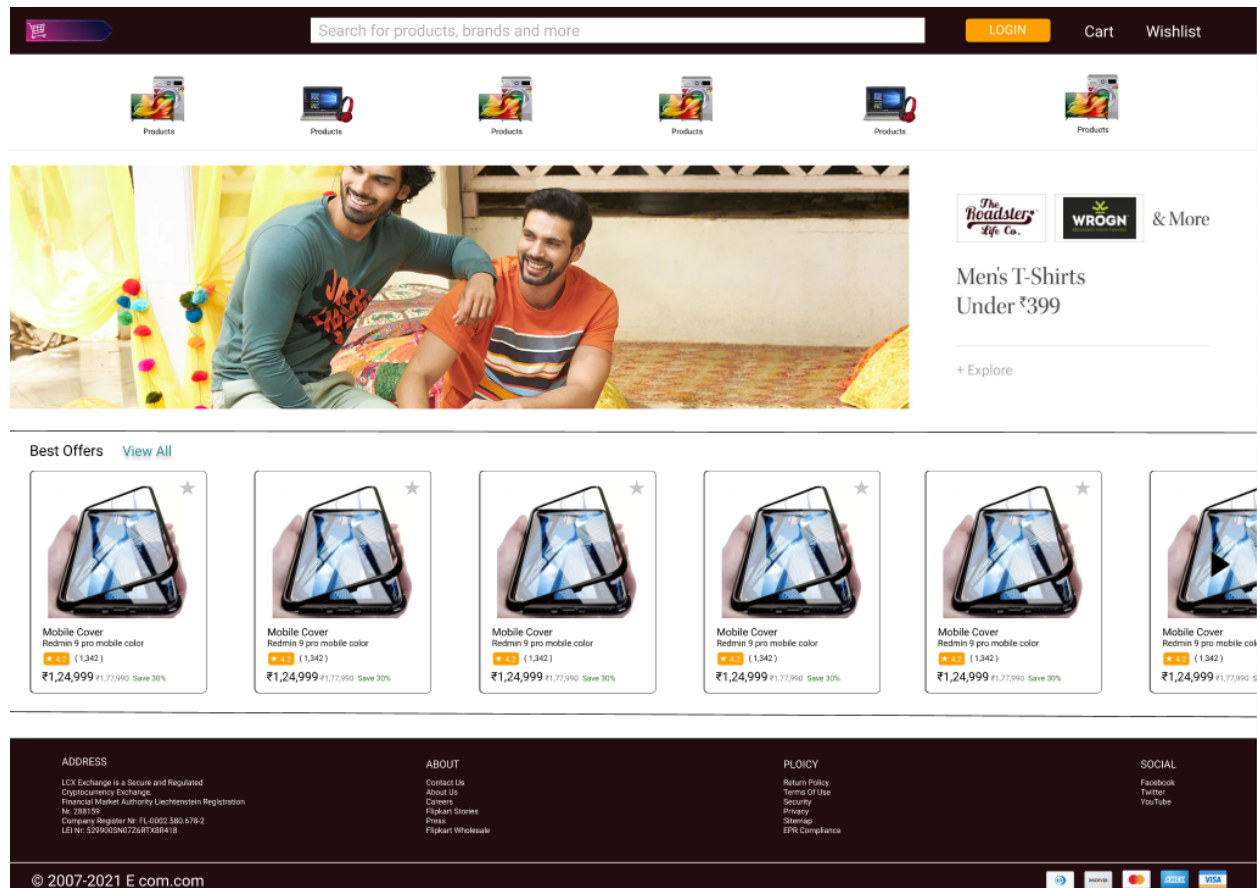 Search for products, brands and more
LOGIN
Cart
Wishlist
Products
Products
Products
Products
Products
Products
The
Roadster
Life Co.
WROGN
& More
Men's T-Shirts
Under ₹399
+ Explore
Best Offers
View All
Mobile Cover
Redmin 9 pro mobile color
★ 4.2 ( 1,342 )
₹1,24,999 ₹1,77,990 Save 30%
Mobile Cover
Redmin 9 pro mobile color
★ 4.2 ( 1,342 )
₹1,24,999 ₹1,77,990 Save 30%
Mobile Cover
Redmin 9 pro mobile color
★ 4.2 ( 1,342 )
₹1,24,999 ₹1,77,990 Save 30%
Mobile Cover
Redmin 9 pro mobile color
★ 4.2 ( 1,342 )
₹1,24,999 ₹1,77,990 Save 30%
Mobile Cover
Redmin 9 pro mobile color
★ 4.2 ( 1,342 )
₹1,24,999 ₹1,77,990 Save 30%
Mobile Cover
Redmin 9 pro mobile col
★ 4.2 ( 1,342 )
₹1,24,999 ₹1,77,990 S
ADDRESS
LCX Exchange is a Secure and Regulated
Cryptocurrency Exchange.
Financial Market Authority Liechtenstein Registration
Nr. 288159
Company Register Nr: FL-0002.580.678-2
LEI Nr: 529900SN07Z6RTX8R418
ABOUT
Contact Us
About Us
Careers
Flipkart Stories
Press
Flipkart Wholesale
PLOICY
Return Policy
Terms Of Use
Security
Privacy
Sitemap
EPR Compliance
SOCIAL
Facebook
Twitter
YouTube
© 2007-2021 E com.com
VISA